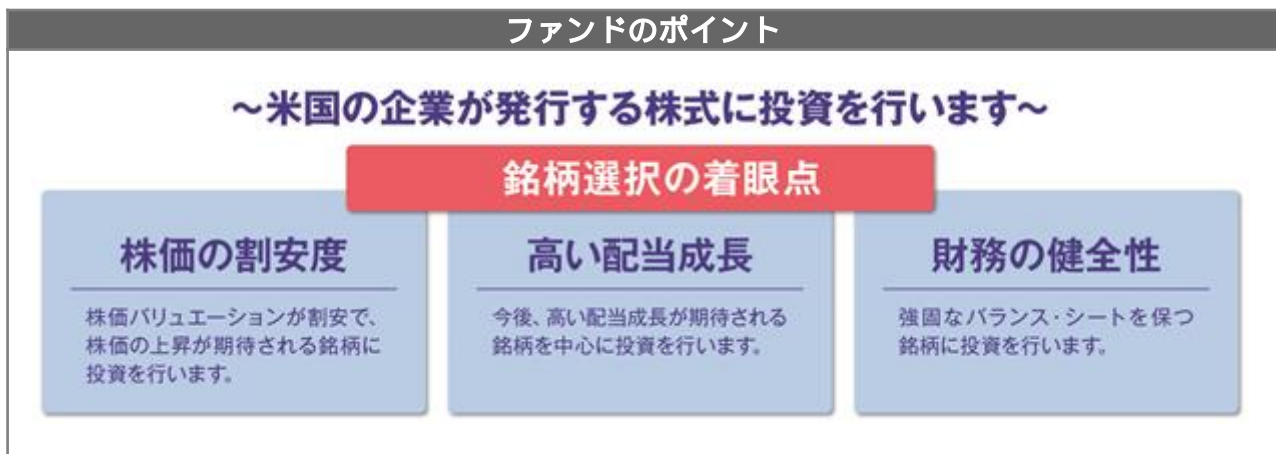 ファンドのポイント
～米国の企業が発行する株式に投資を行います～
銘柄選択の着眼点
株価の割安度
株価バリュエーションが割安で、
株価の上昇が期待される銘柄に
投資を行います。
高い配当成長
今後、高い配当成長が期待される
銘柄を中心に投資を行います。
財務の健全性
強固なバランス・シートを保つ
銘柄に投資を行います。